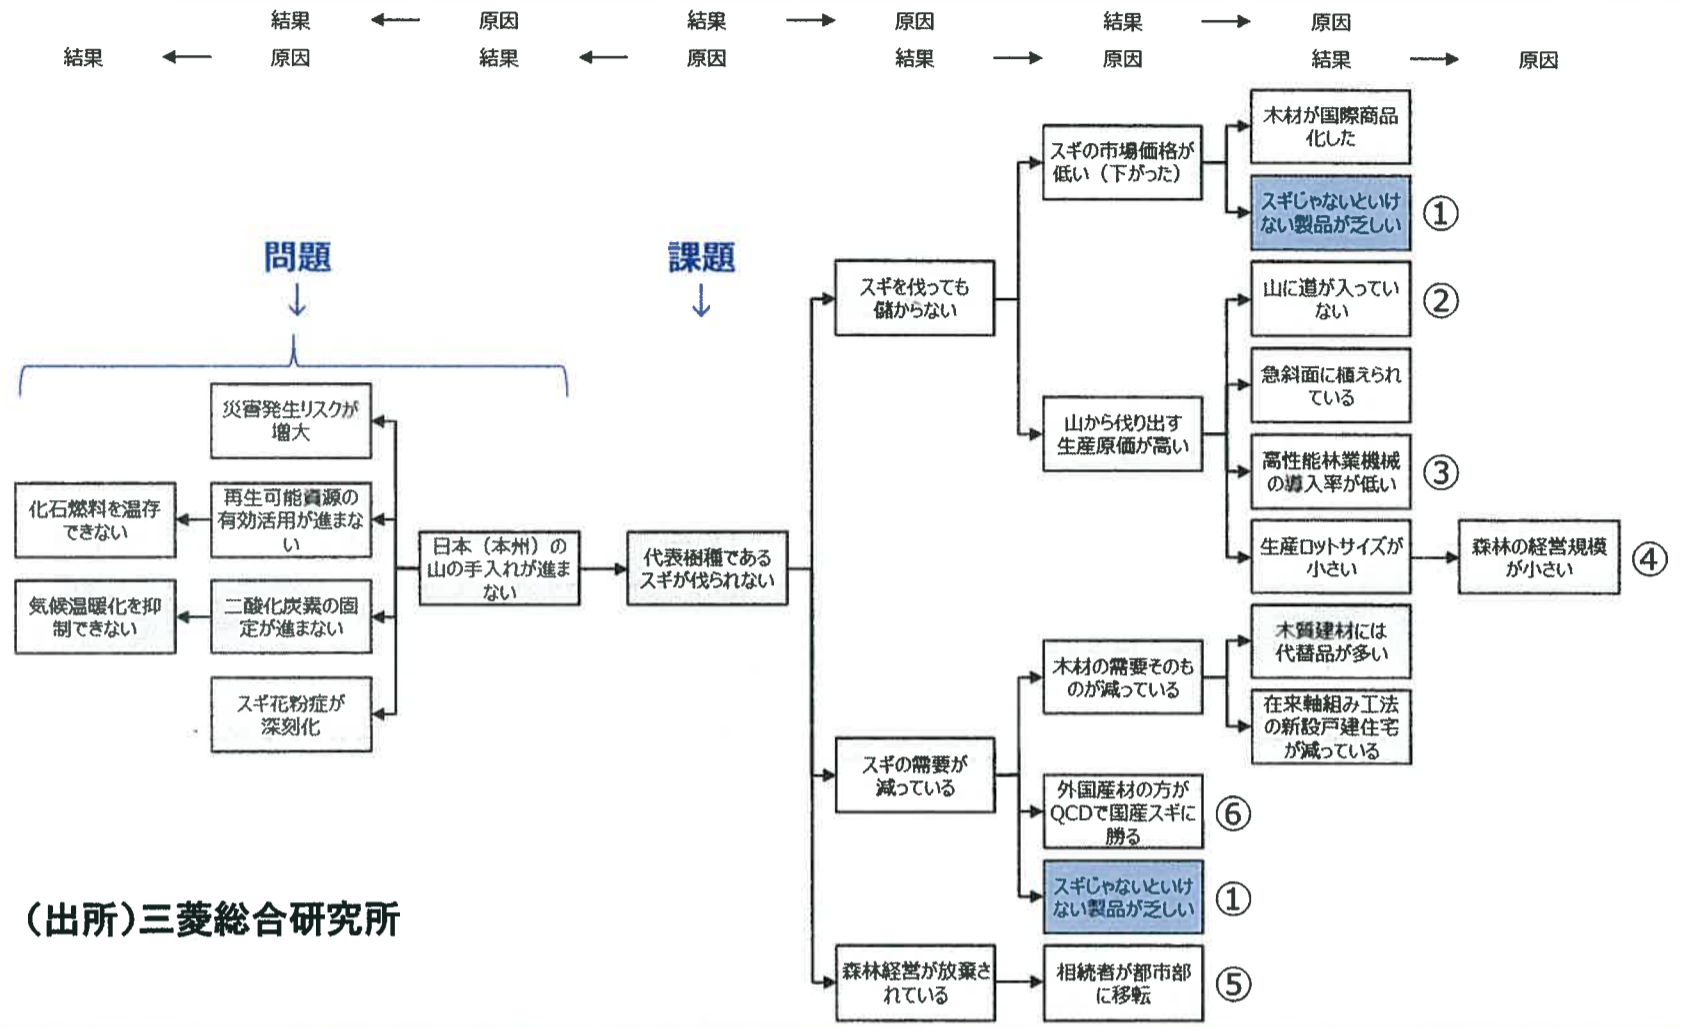 結果 ← 原因 結果 → 原因 結果 → 原因
結果 ← 原因 結果 ← 原因 結果 → 原因 結果 → 原因
問題
↓
課題
↓
災害発生リスクが
増大
化石燃料を温存
できない
再生可能資源の
有効活用が進まな
い
気候温暖化を抑
制できない
二酸化炭素の固
定が進まない
スギ花粉症が
深刻化
日本（本州）の
山の手入れが進ま
ない
代表樹種である
スギが伐られない
スギを伐っても
儲からない
スギの市場価格が
低い（下がった）
木材が国際商品
化した
スギじゃないといけ
ない製品が乏しい
①
山から伐り出す
生産原価が高い
山に道が入ってい
ない
②
急斜面に植えられ
ている
高性能林業機械
の導入率が低い
③
生産ロットサイズが
小さい
森林の経営規模
が小さい
④
スギの需要が
減っている
木材の需要そのも
のが減っている
木質建材には
代替品が多い
在来軸組み工法
の新設戸建住宅
が減っている
外国産材の方が
QCDで国産スギに
勝る
⑥
スギじゃないといけ
ない製品が乏しい
①
森林経営が放棄さ
れている
相続者が都市部
に移転
⑤
（出所）三菱総合研究所